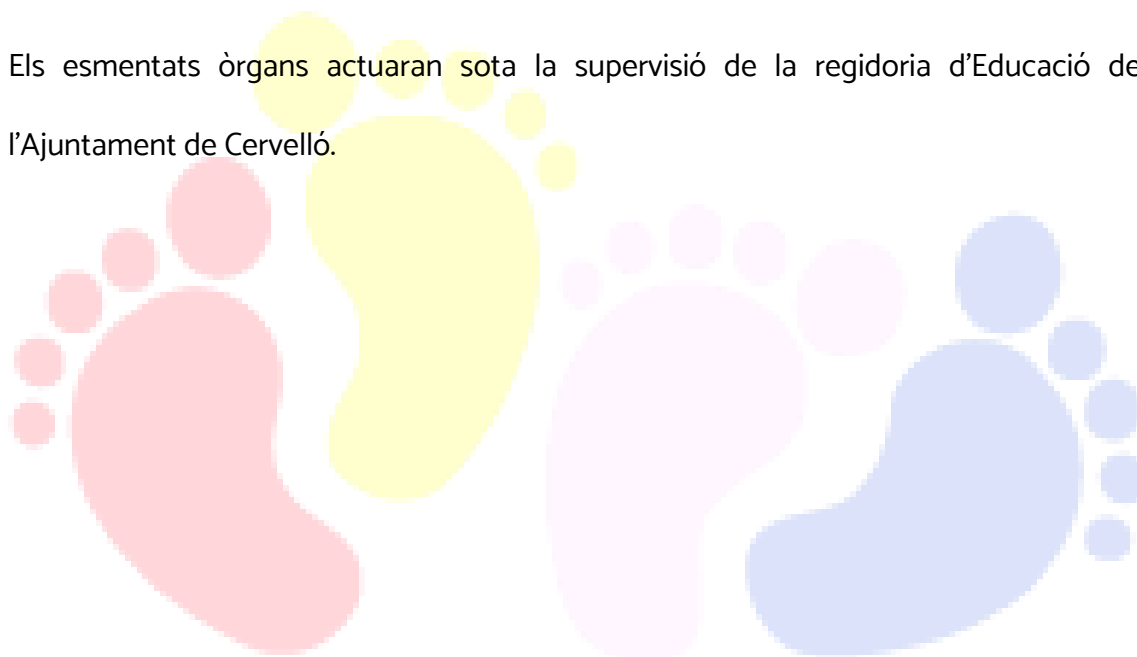 Els esmentats òrgans actuaran sota la supervisió de la regidoria d'Educació de
l'Ajuntament de Cervelló.